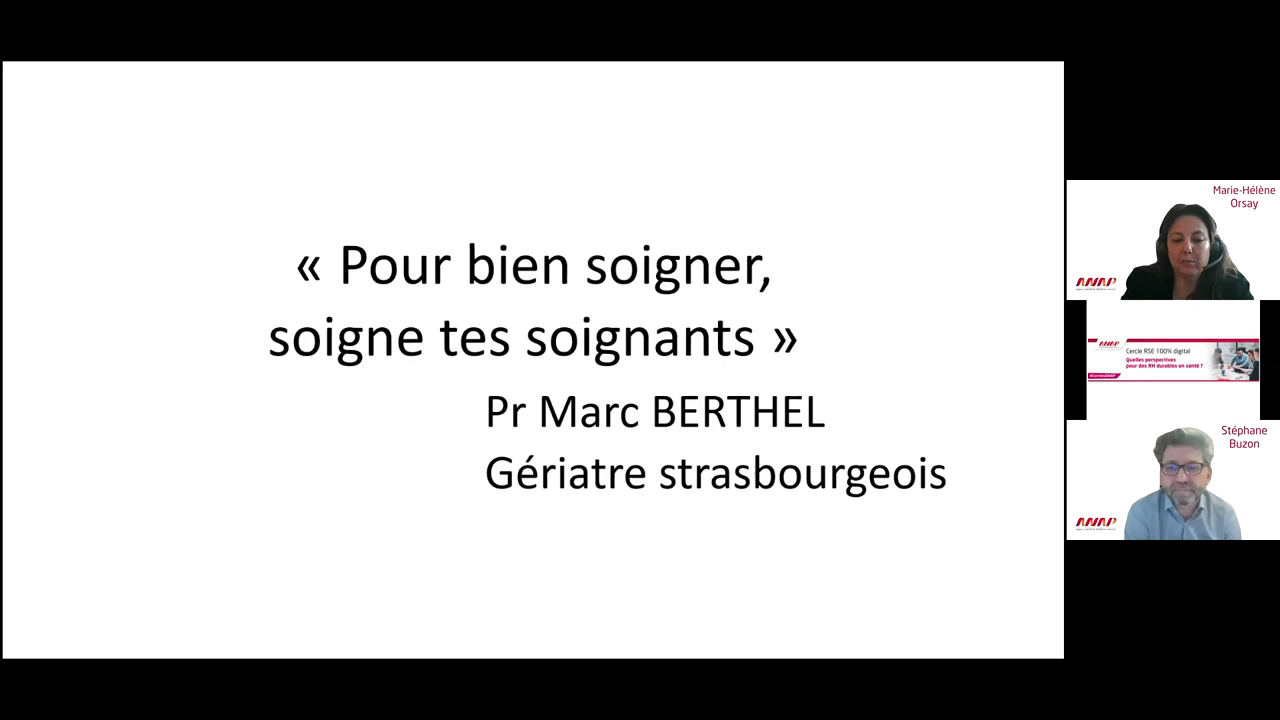 « Pour bien soigner,
soigne tes soignants »
Pr Marc BERTHEL
Gériatre strasbourgeois
Marie-Hélène
Orsay
ANAP
ANAP
Cercle RSE 100% digital
Quelles perspectives
pour des RH durables en santé ?
Stéphane
Buzon
ANAP